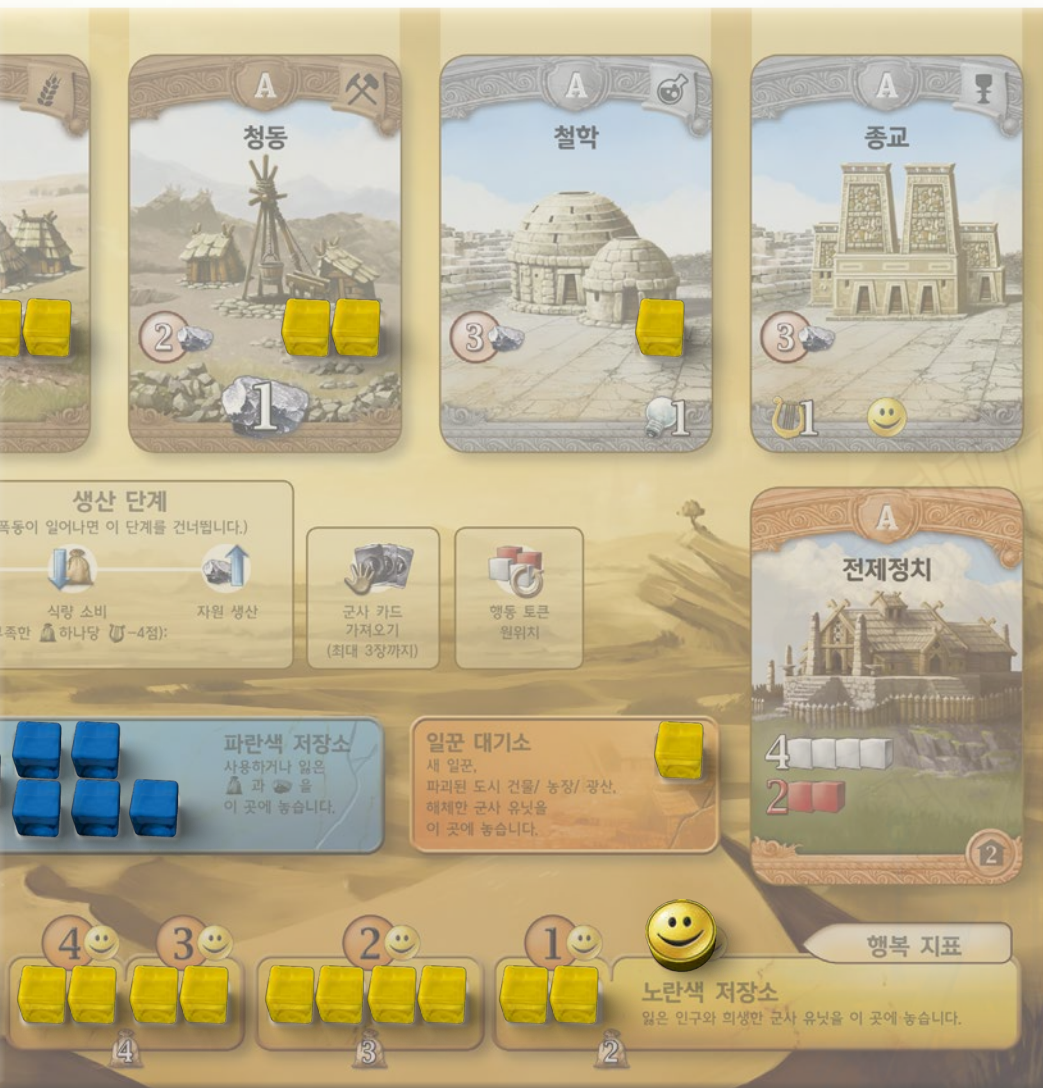 A
A
A
청동
철학
종교
2
3
3
1
1
1
생산 단계
폭동이 일어나면 이 단계를 건너뜁니다.)
식량 소비
자원 생산
하나당 -4점):
군사 카드
가져오기
(최대 3장까지)
행동 토큰
원위치
A
전제정치
4
2
2
파란색 저장소
사용하거나 잃은
과 을
이 곳에 놓습니다.
일꾼 대기소
새 일꾼,
파괴된 도시 건물/ 농장/ 광산,
해체한 군사 유닛을
이 곳에 놓습니다.
4
3
2
1
행복 지표
노란색 저장소
잃은 인구와 희생한 군사 유닛을 이 곳에 놓습니다.
4
3
2